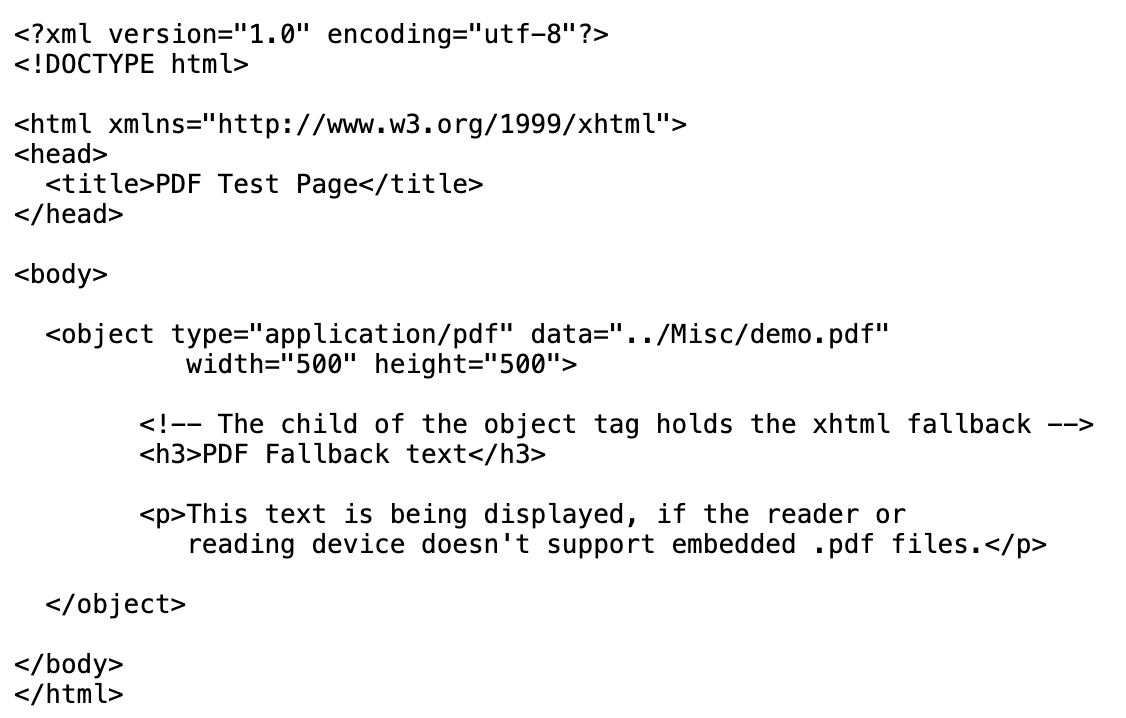 <?xml version="1.0" encoding="utf-8"?>
<!DOCTYPE html>
<html xmlns="http://www.w3.org/1999/xhtml">
<head>
<title>PDF Test Page</title>
</head>
<body>
<object type="application/pdf" data="../Misc/demo.pdf"
width="500" height="500">
<!-- The child of the object tag holds the xhtml fallback -->
<h3>PDF Fallback text</h3>
<p>This text is being displayed, if the reader or
reading device doesn't support embedded .pdf files.</p>
</object>
</body>
</html>